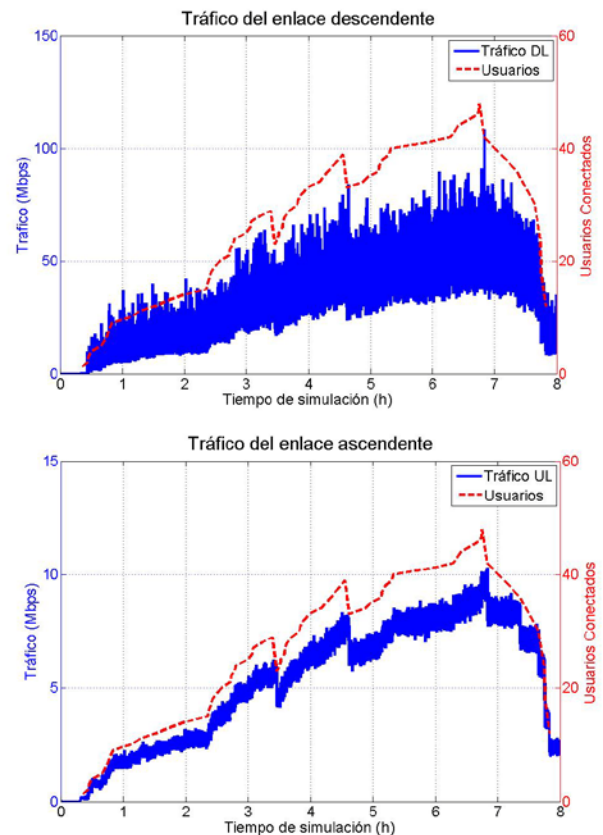 Tráfico del enlace descendente
150
100
50
0
Trafico (Mbps)
Tráfico DL
Usuarios
60
40
20
0
Usuarios Conectados
0 1 2 3 4 5 6 7 8
Tiempo de simulación (h)
Tráfico del enlace ascendente
15
10
5
0
Tráfico (Mbps)
Tráfico UL
Usuarios
60
40
20
0
Usuarios Conectados
0 1 2 3 4 5 6 7 8
Tiempo de simulación (h)